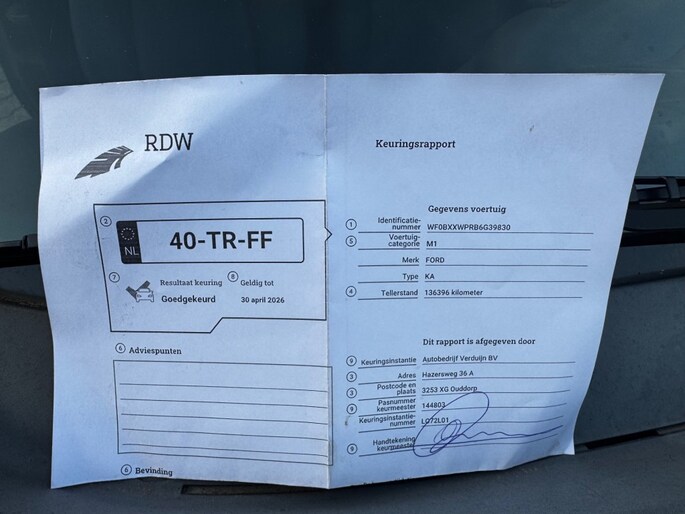 RDW
Keuringsrapport
2
NL
40-TR-FF
7 Resultaat keuring
Goedgekeurd
8 Geldig tot
30 april 2026
6 Adviespunten
6 Bevinding
Gegevens voertuig
1 Identificatie-
nummer WF0BXXWPRB6G39830
5 Voertuig-
categorie M1
Merk FORD
Type KA
4 Tellerstand 136396 kilometer
Dit rapport is afgegeven door
9 Keuringsinstantie Autobedrijf Verduijn BV
3 Adres Hazersweg 36 A
3 Postcode en
plaats 3253 XG Ouddorp
9 Pasnummer
keurmeester 144803
Keuringsinstantie-
nummer LG72L01
9 Handtekening
keurmeester